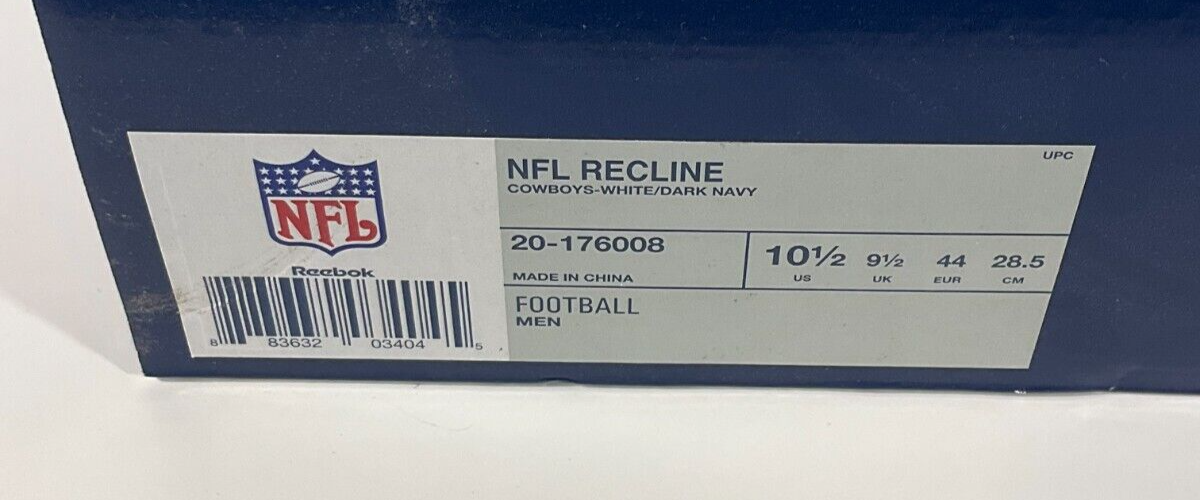 NFL
Reebok
8 83632 03404 5
NFL RECLINE
COWBOYS-WHITE/DARK NAVY
UPC
20-176008
MADE IN CHINA
10½ 9½ 44 28.5
US UK EUR CM
FOOTBALL
MEN